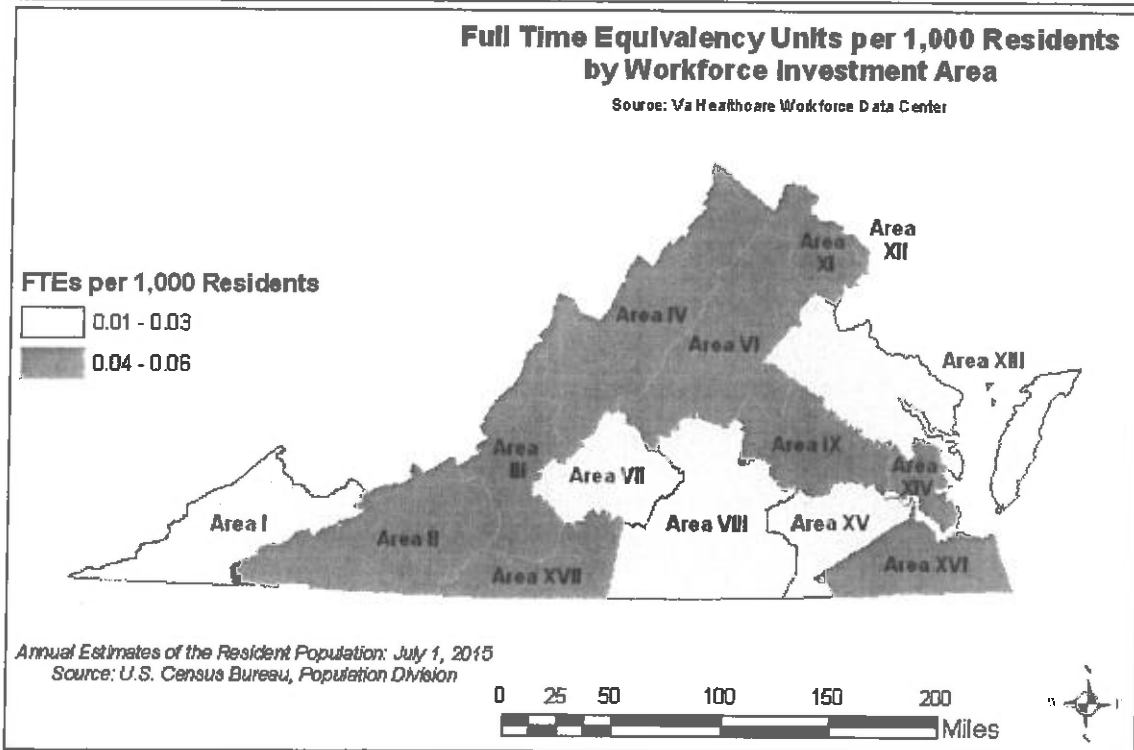 Full Time Equivalency Units per 1,000 Residents
by Workforce Investment Area
Source: Va Healthcare Workforce Data Center
Area
XII
Area
XI
FTEs per 1,000 Residents
0.01 - 0.03
0.04 - 0.06
Area IV
Area VI
Area XIII
Area
III
Area IX
Area VII
Area
XIV
Area I
Area II
Area VIII
Area XV
Area XVII
Area XVI
Annual Estimates of the Resident Population: July 1, 2015
Source: U.S. Census Bureau, Population Division
0 25 50 100 150 200
Miles